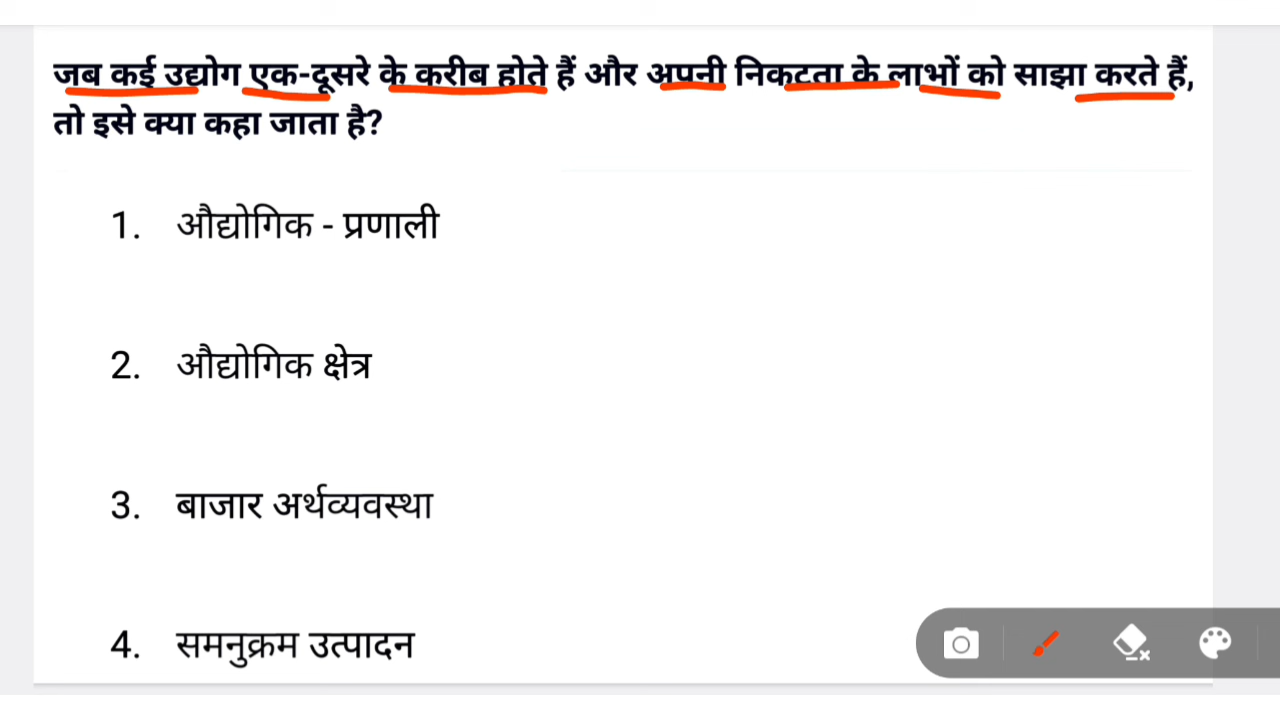 जब कई उद्योग एक-दूसरे के करीब होते हैं और अपनी निकटता के लाभों को साझा करते हैं,
तो इसे क्या कहा जाता है?
1. औद्योगिक - प्रणाली
2. औद्योगिक क्षेत्र
3. बाजार अर्थव्यवस्था
4. समनुक्रम उत्पादन